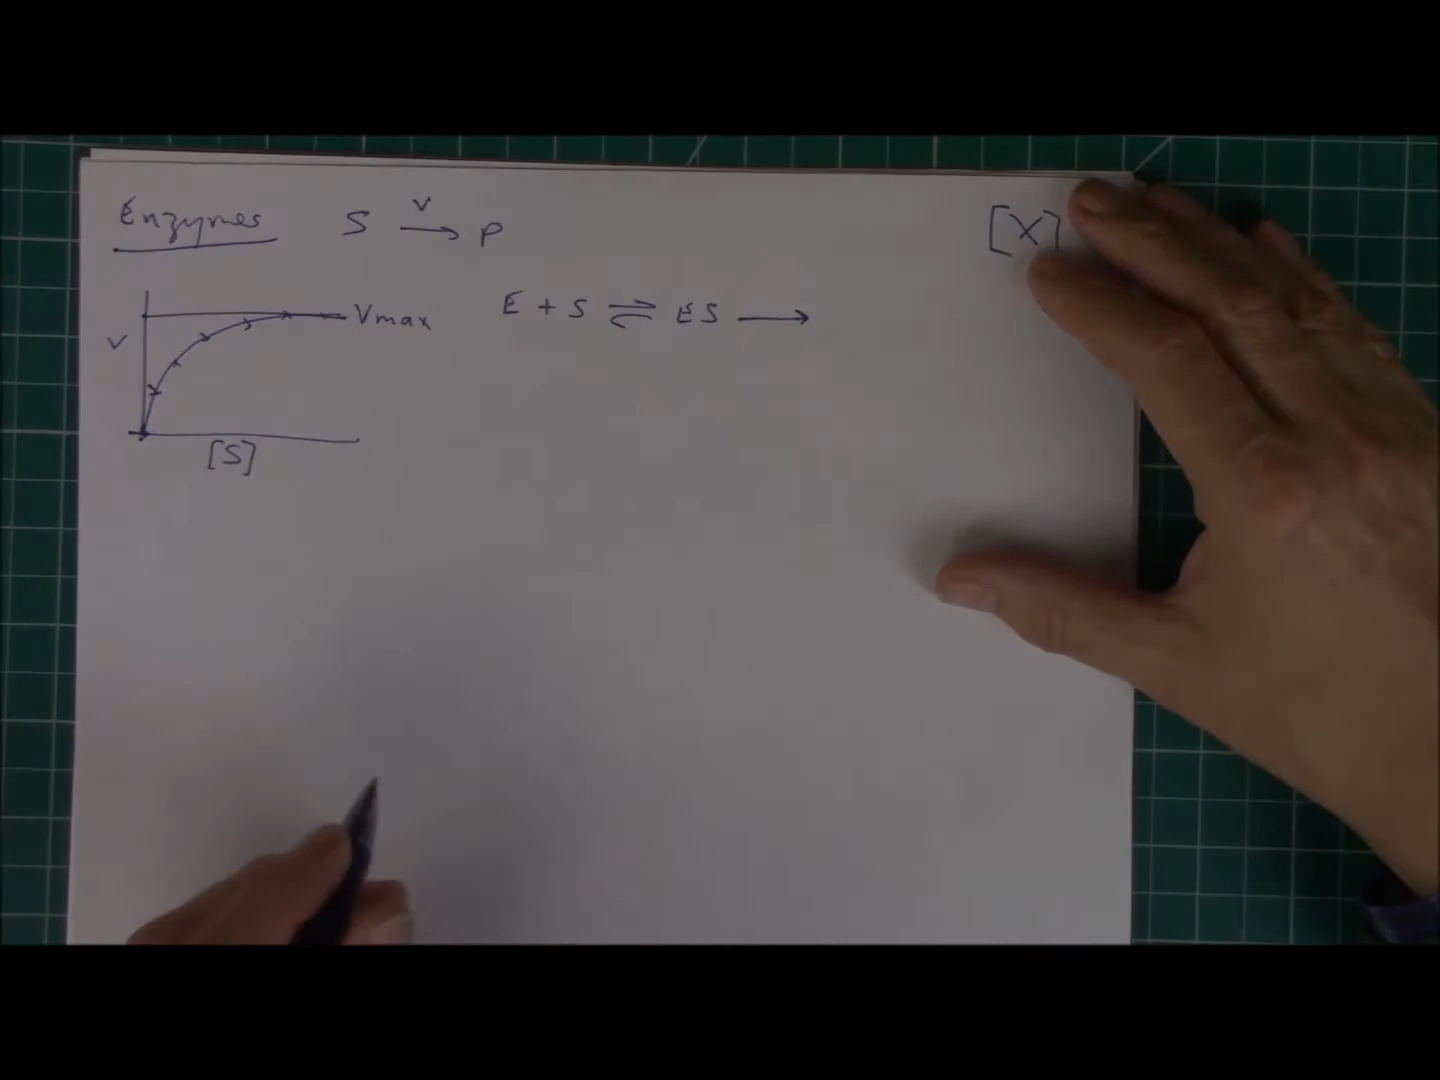 Enzymes S v → P [X]
Vmax E + S ⇌ ES →
v
[S]